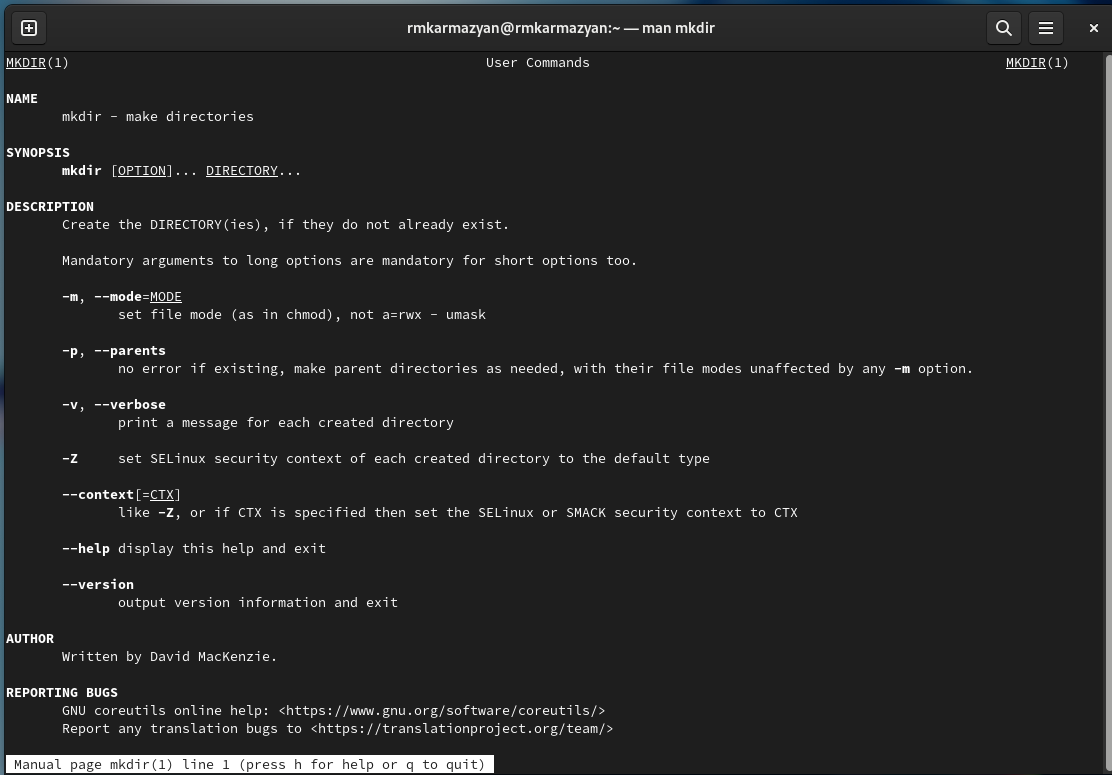 rmkarmazyan@rmkarmazyan:~ — man mkdir
MKDIR(1) User Commands MKDIR(1)
NAME
mkdir - make directories
SYNOPSIS
mkdir [OPTION]... DIRECTORY...
DESCRIPTION
Create the DIRECTORY(ies), if they do not already exist.
Mandatory arguments to long options are mandatory for short options too.
-m, --mode=MODE
set file mode (as in chmod), not a=rwx - umask
-p, --parents
no error if existing, make parent directories as needed, with their file modes unaffected by any -m option.
-v, --verbose
print a message for each created directory
-Z set SELinux security context of each created directory to the default type
--context[=CTX]
like -Z, or if CTX is specified then set the SELinux or SMACK security context to CTX
--help display this help and exit
--version
output version information and exit
AUTHOR
Written by David MacKenzie.
REPORTING BUGS
GNU coreutils online help: <https://www.gnu.org/software/coreutils/>
Report any translation bugs to <https://translationproject.org/team/>
Manual page mkdir(1) line 1 (press h for help or q to quit)